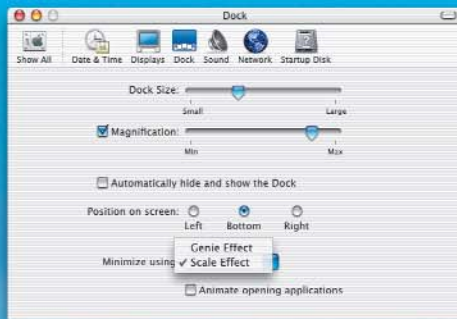 Dock
Show All Date & Time Displays Dock Sound Network Startup Disk
Dock Size:
Small Large
Magnification:
Min Max
Automatically hide and show the Dock
Position on screen:
Left Bottom Right
Genie Effect
Minimize using ✓ Scale Effect
Animate opening applications